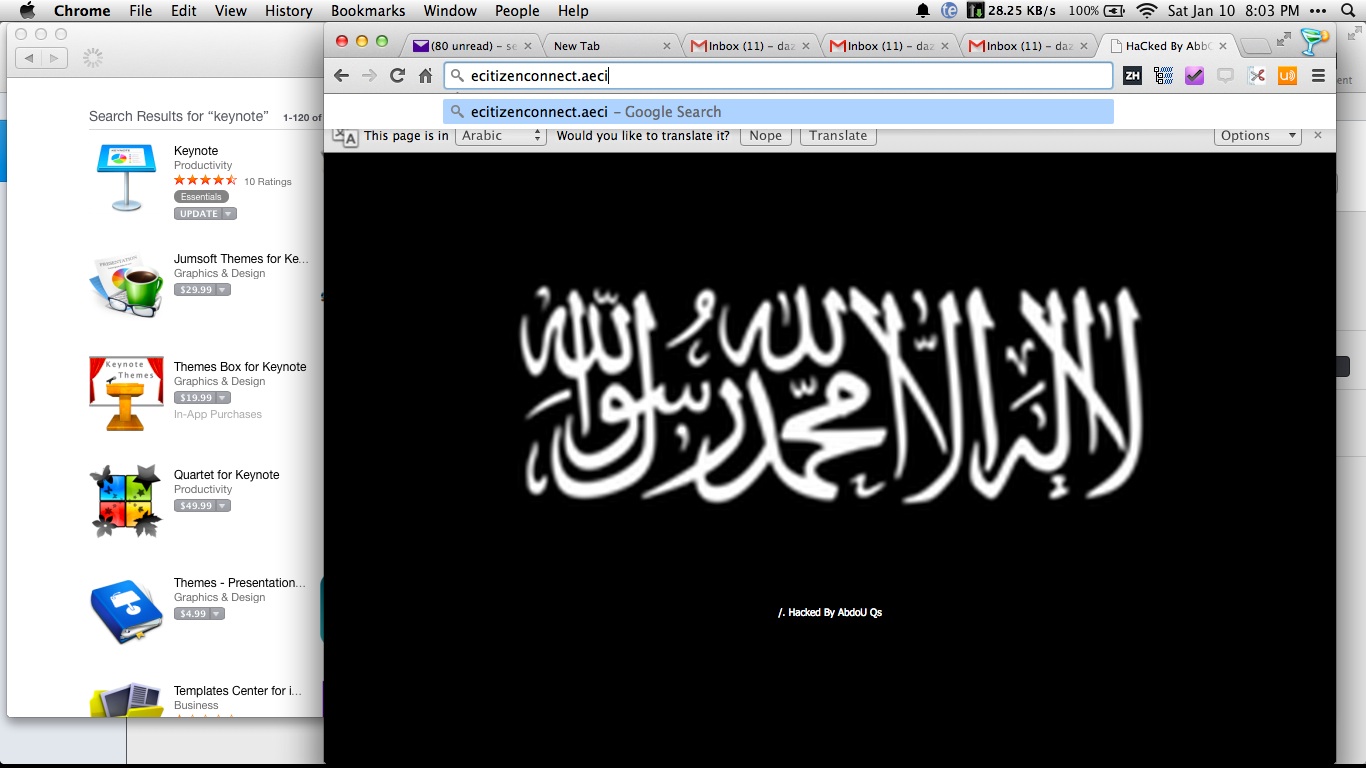 Chrome File Edit View History Bookmarks Window People Help 28.25 KB/s 100% Sat Jan 10 8:03 PM
(80 unread) – se New Tab Inbox (11) – daz Inbox (11) – daz Inbox (11) – daz HaCked By Abb
ecitizenconnect.aeci
ecitizenconnect.aeci – Google Search
This page is in Arabic Would you like to translate it? Nope Translate Options
Search Results for “keynote” 1-120 of
Keynote
Productivity
10 Ratings
Essentials
UPDATE
Jumsoft Themes for Ke...
Graphics & Design
$29.99
Themes Box for Keynote
Graphics & Design
$19.99
In-App Purchases
Keynote
Themes
Quartet for Keynote
Productivity
$49.99
Themes - Presentation...
Graphics & Design
$4.99
Templates Center for i...
Business
لا إله إلا الله محمد رسول الله
/. Hacked By AbdoU Qs